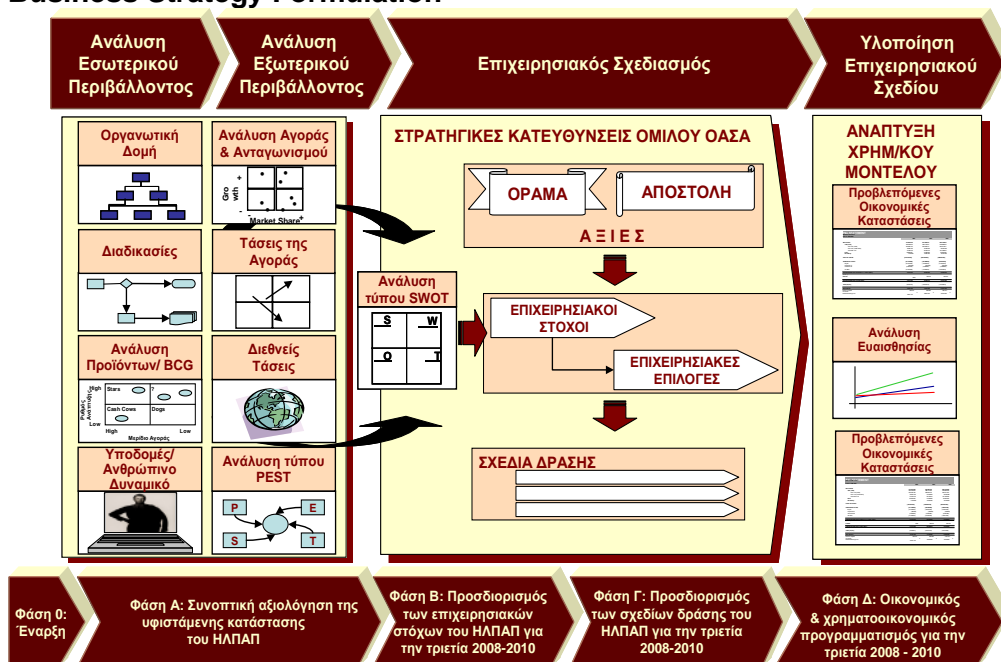 Business Strategy Formulation
Ανάλυση
Εσωτερικού
Περιβάλλοντος
Ανάλυση
Εξωτερικού
Περιβάλλοντος
Επιχειρησιακός Σχεδιασμός
Υλοποίηση
Επιχειρησιακού
Σχεδίου
Οργανωτική
Δομή
Ανάλυση Αγοράς
& Ανταγωνισμού
Gro
wth
+
-
-
Market Share
+
Διαδικασίες
Τάσεις της
Αγοράς
Ανάλυση
Προϊόντων/ BCG
Ρυθμός
Ανάπτυξης
High
Low
Stars
?
Cash Cows
Dogs
High
Low
Μερίδιο Αγοράς
Διεθνείς
Τάσεις
Υποδομές/
Ανθρώπινο
Δυναμικό
Ανάλυση τύπου
PEST
P
E
S
T
Ανάλυση
τύπου SWOT
S
W
O
T
ΣΤΡΑΤΗΓΙΚΕΣ ΚΑΤΕΥΘΥΝΣΕΙΣ ΟΜΙΛΟΥ ΟΑΣΑ
ΟΡΑΜΑ
ΑΠΟΣΤΟΛΗ
Α Ξ Ι Ε Σ
ΕΠΙΧΕΙΡΗΣΙΑΚΟΙ
ΣΤΟΧΟΙ
ΕΠΙΧΕΙΡΗΣΙΑΚΕΣ
ΕΠΙΛΟΓΕΣ
ΣΧΕΔΙΑ ΔΡΑΣΗΣ
ΑΝΑΠΤΥΞΗ
ΧΡΗΜ/ΚΟΥ
ΜΟΝΤΕΛΟΥ
Προβλεπόμενες
Οικονομικές
Καταστάσεις
Ανάλυση
Ευαισθησίας
Προβλεπόμενες
Οικονομικές
Καταστάσεις
Φάση 0:
Έναρξη
Φάση Α: Συνοπτική αξιολόγηση της
υφιστάμενης κατάστασης
του ΗΛΠΑΠ
Φάση Β: Προσδιορισμός
των επιχειρησιακών
στόχων του ΗΛΠΑΠ για
την τριετία 2008-2010
Φάση Γ: Προσδιορισμός
των σχεδίων δράσης του
ΗΛΠΑΠ για την τριετία
2008-2010
Φάση Δ: Οικονομικός
& χρηματοοικονομικός
προγραμματισμός για την
τριετία 2008 - 2010